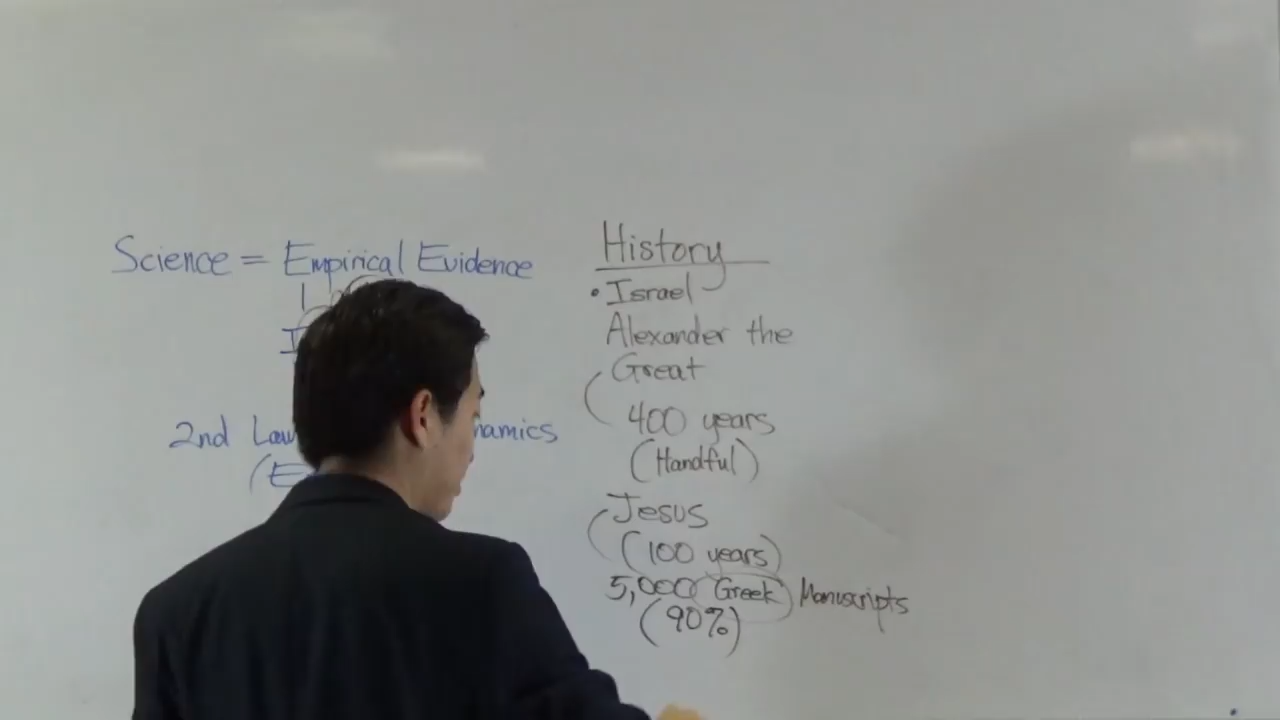 Science = Empirical Evidence
2nd Law
History
• Israel
Alexander the
Great
400 years
(Handful)
Jesus
(100 years)
5,000 Greek Manuscripts
(90%)